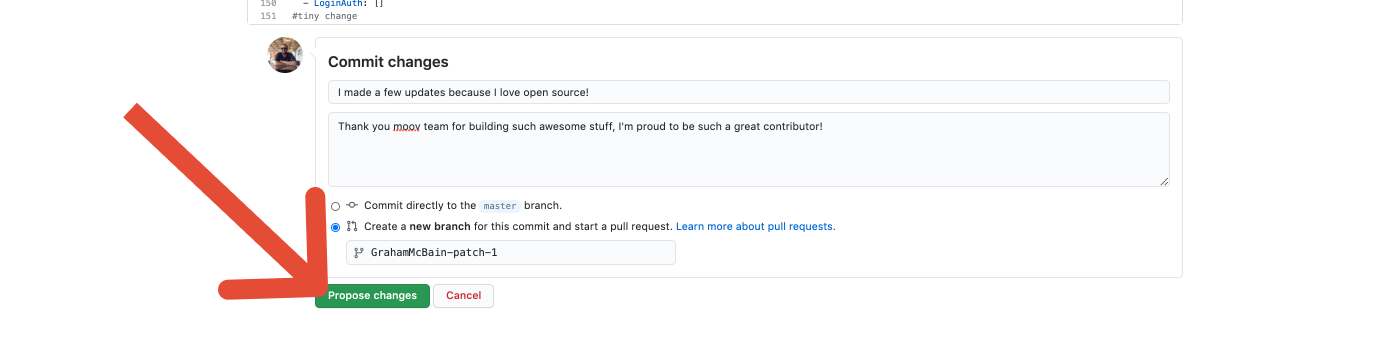 150 - LoginAuth: []
151 #tiny change
Commit changes
I made a few updates because I love open source!
Thank you moov team for building such awesome stuff, I'm proud to be such a great contributor!
Commit directly to the master branch.
Create a new branch for this commit and start a pull request. Learn more about pull requests.
GrahamMcBain-patch-1
Propose changes Cancel